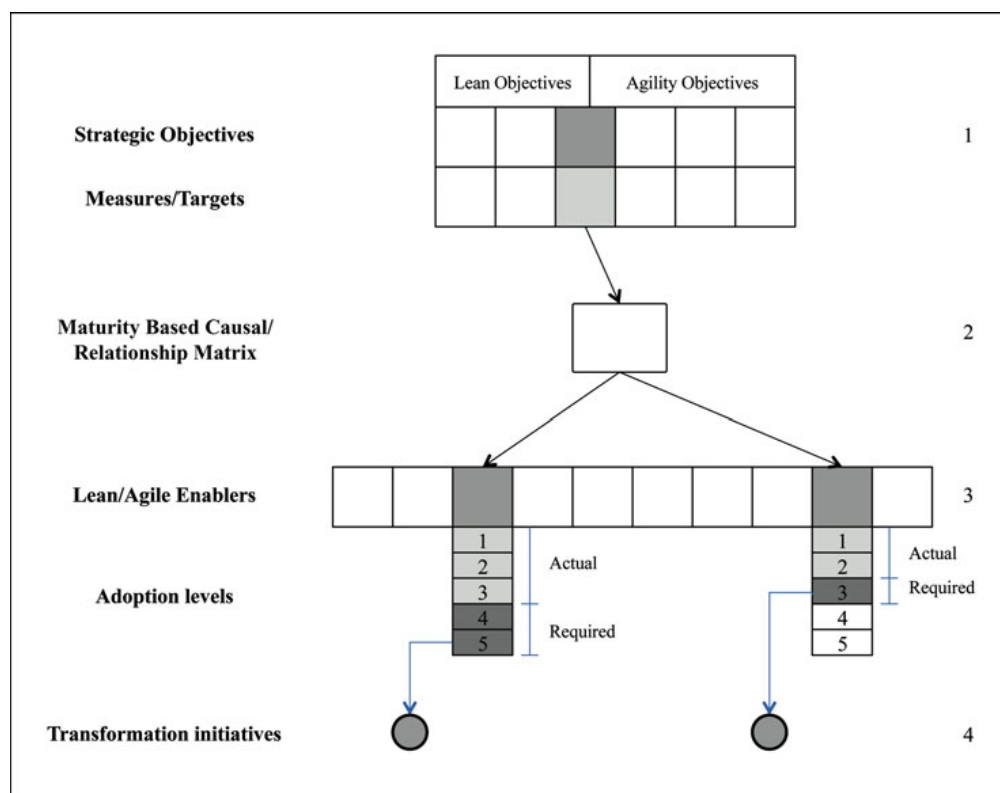 Lean Objectives
Agility Objectives
Strategic Objectives
1
Measures/Targets
Maturity Based Causal/
Relationship Matrix
2
Lean/Agile Enablers
3
1
2
3
4
5
Actual
Required
1
2
3
4
5
Actual
Required
Adoption levels
Transformation initiatives
4